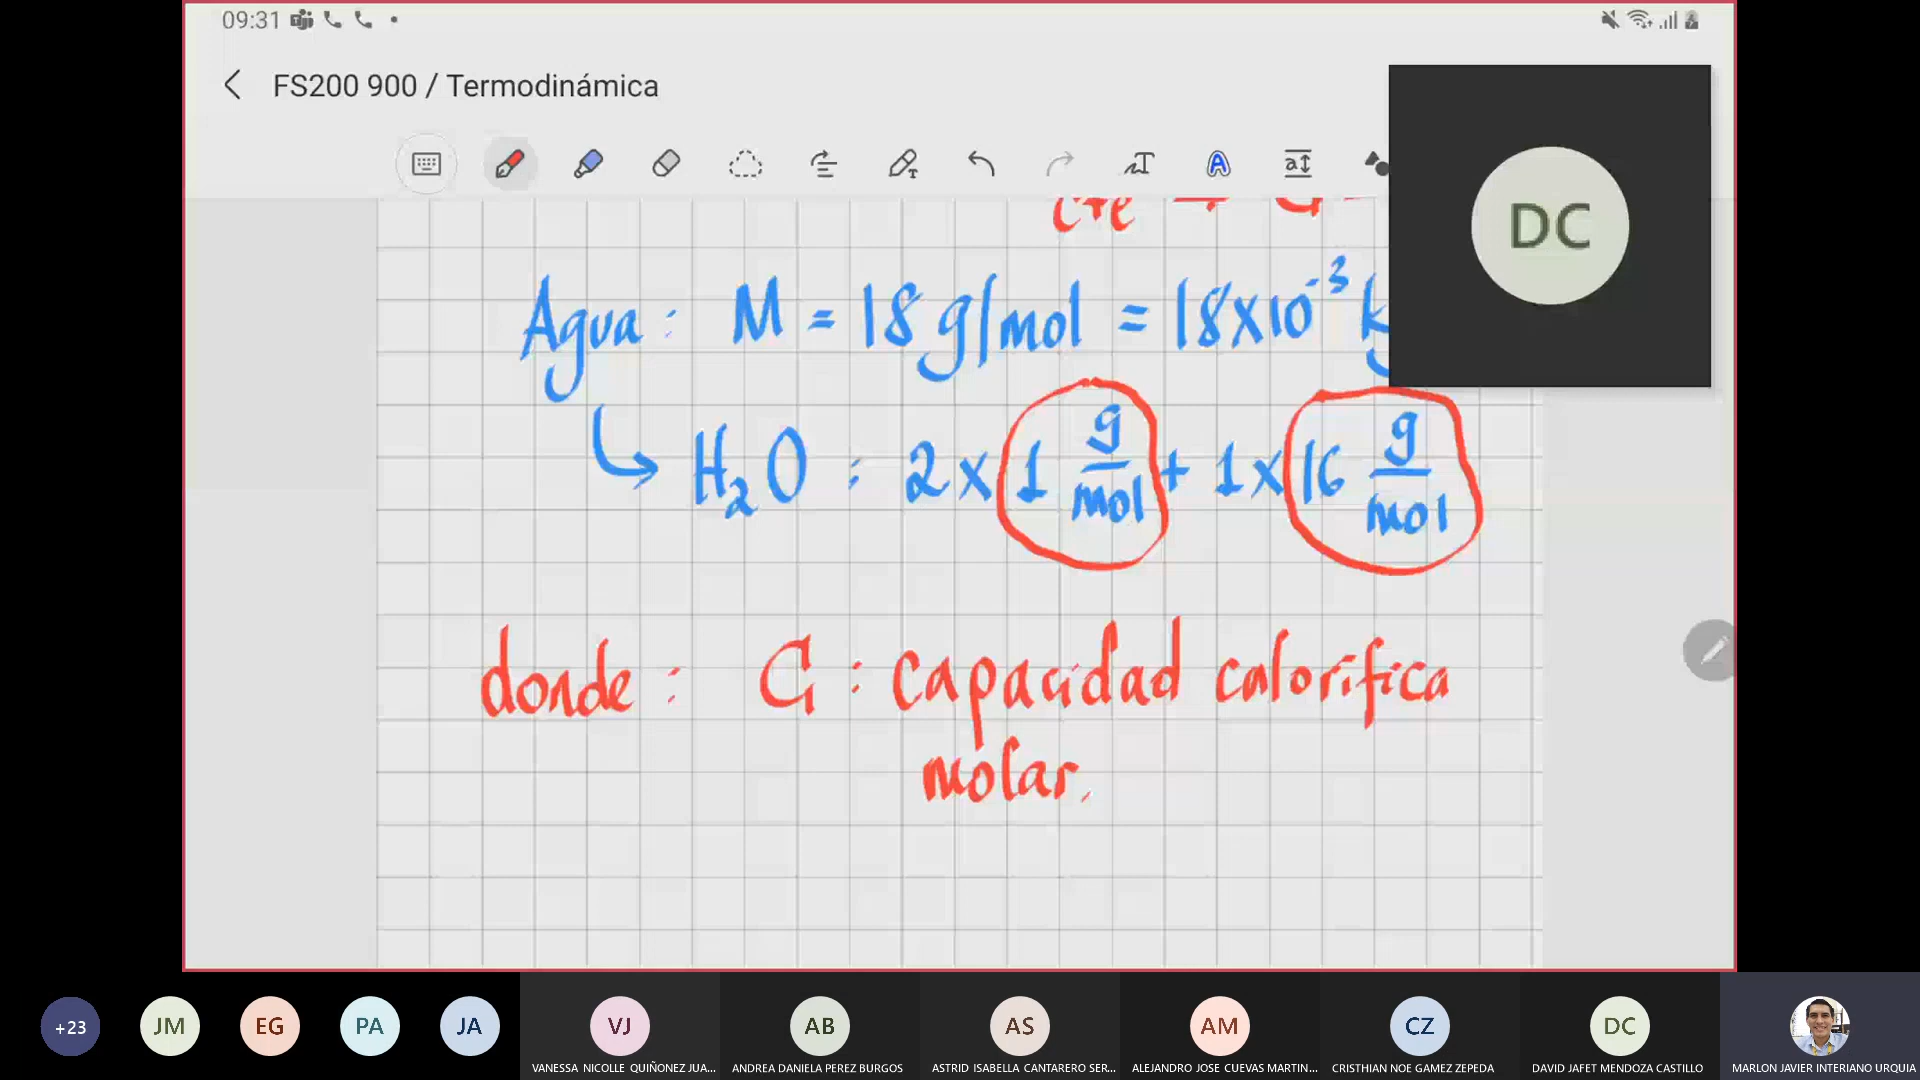 09:31
FS200 900 / Termodinámica
DC
Agua : M = 18 g/mol = 18x10⁻³ k
H₂O : 2 x 1 g/mol + 1 x 16 g/mol
donde : C : capacidad calorífica
molar.
+23
JM
EG
PA
JA
VJ
AB
AS
AM
CZ
DC
VANESSA NICOLLE QUIÑONEZ JUA...
ANDREA DANIELA PEREZ BURGOS
ASTRID ISABELLA CANTARERO SER...
ALEJANDRO JOSE CUEVAS MARTIN...
CRISTHIAN NOE GAMEZ ZEPEDA
DAVID JAFET MENDOZA CASTILLO
MARLON JAVIER INTERIANO URQUIA